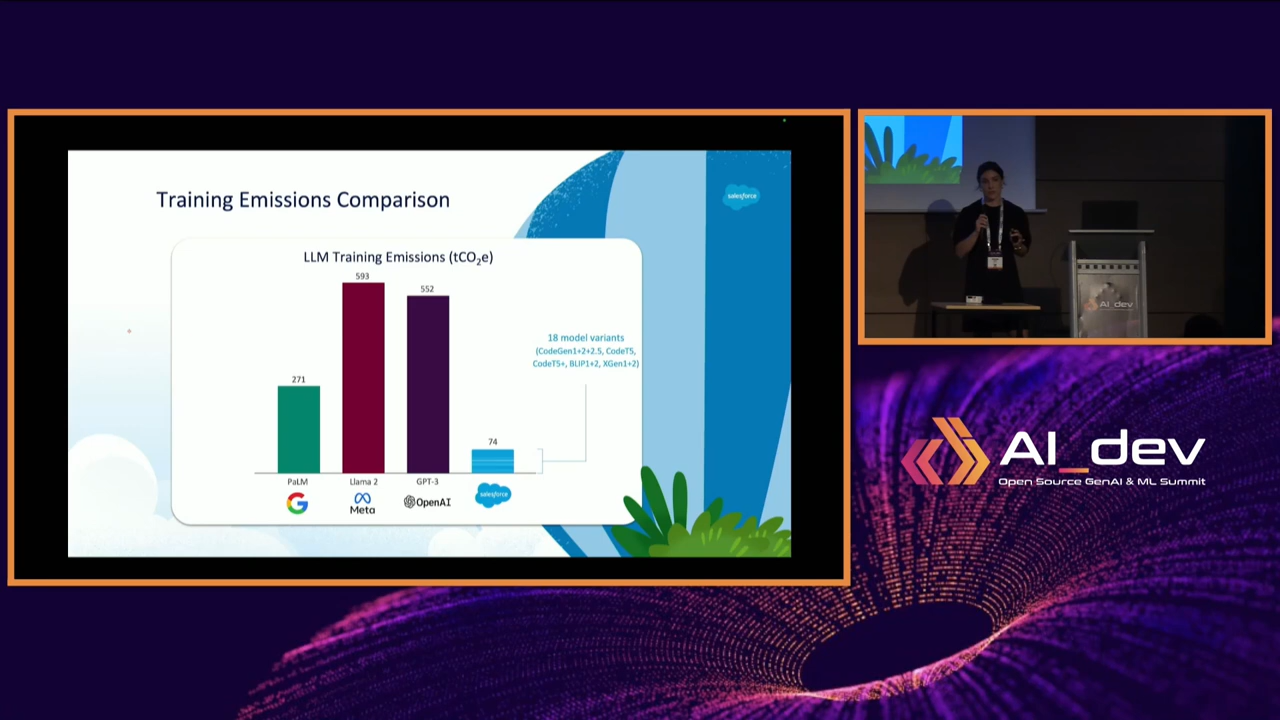 Training Emissions Comparison
salesforce
LLM Training Emissions (tCO₂e)
593
552
271
74
18 model variants
(CodeGen1+2+2.5, CodeT5,
CodeT5+, BLIP1+2, XGen1+2)
PaLM
Llama 2
GPT-3
G
Meta
OpenAI
salesforce
AI_dev
AI_dev
Open Source GenAI & ML Summit